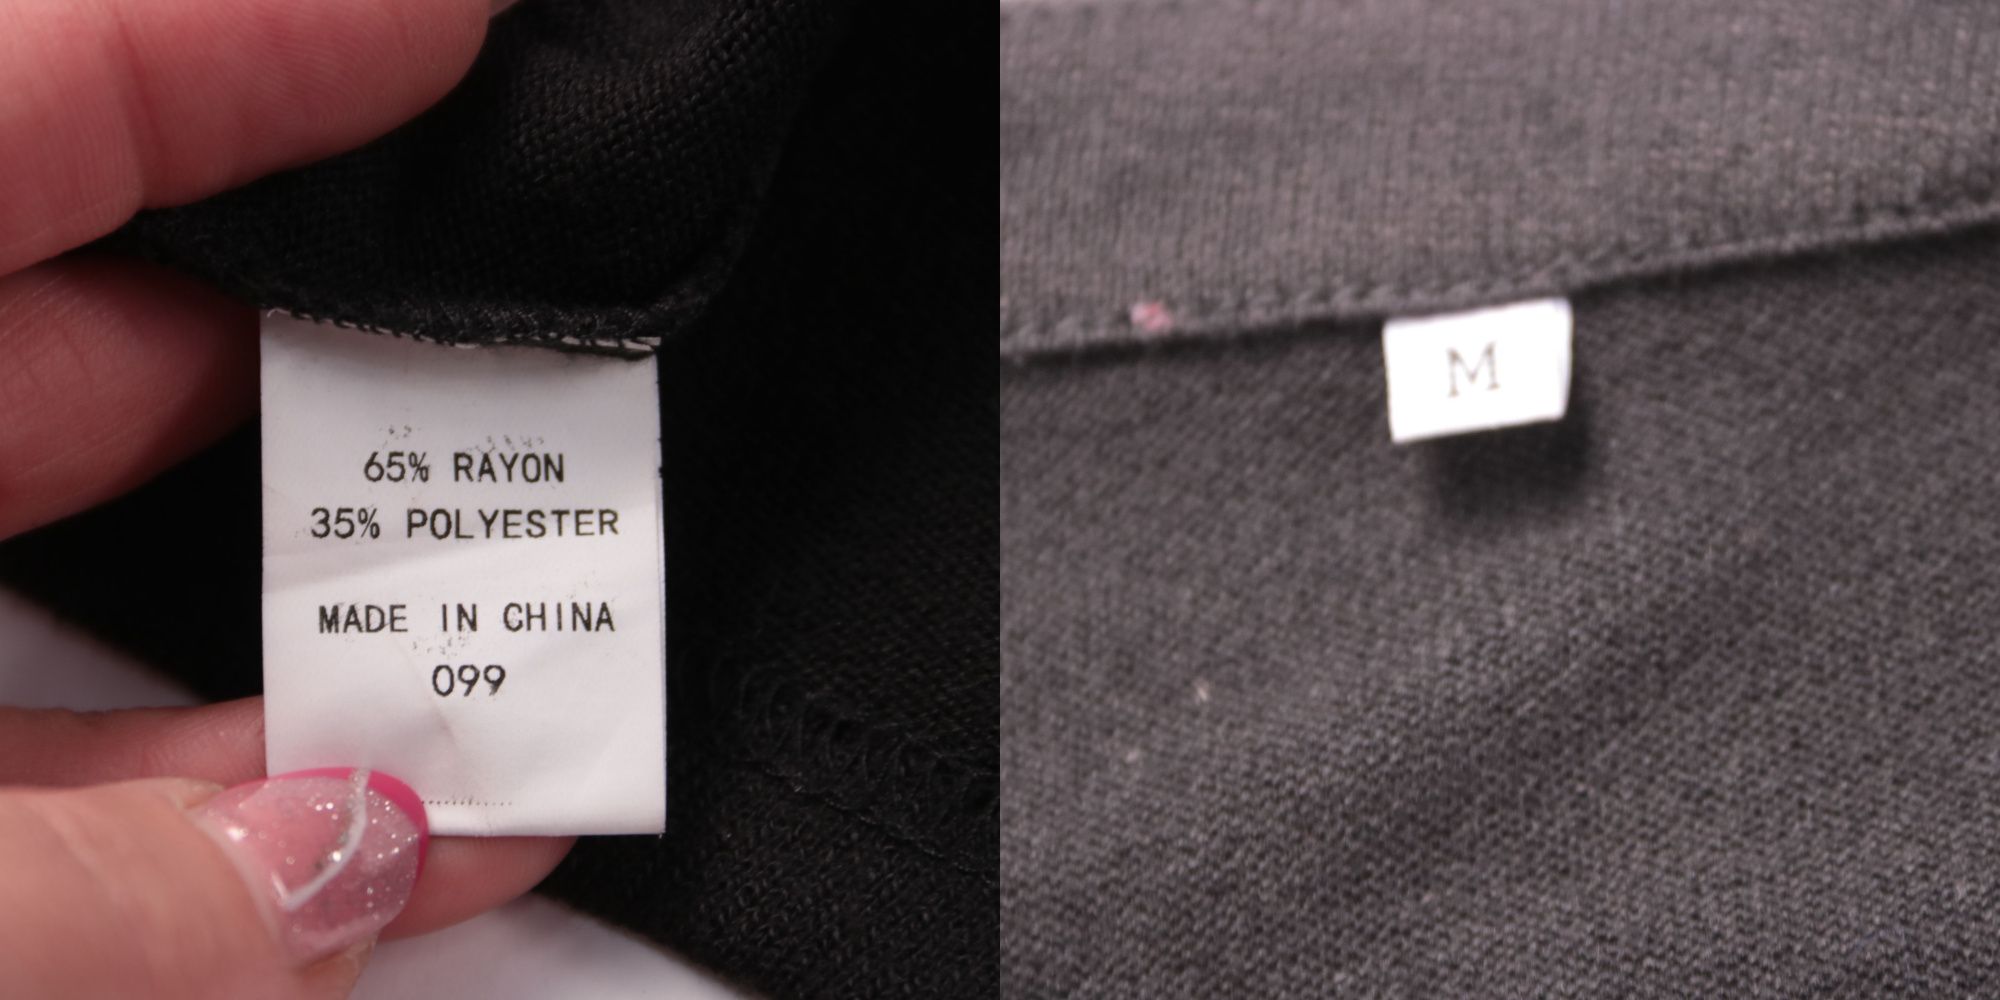 65% RAYON
35% POLYESTER
MADE IN CHINA
099
M